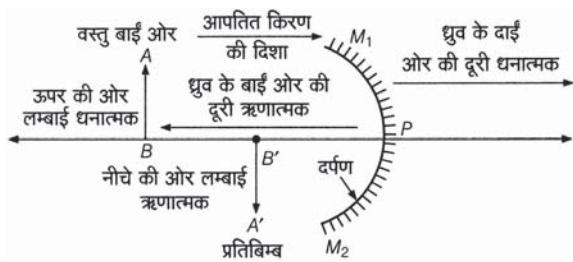 वस्तु बाईं ओर
आपतित किरण
की दिशा
M1
ध्रुव के दाईं
ओर की दूरी धनात्मक
A
ऊपर की ओर
लम्बाई धनात्मक
ध्रुव के बाईं ओर की
दूरी ऋणात्मक
P
B
B′
नीचे की ओर लम्बाई
ऋणात्मक
दर्पण
A′
प्रतिबिम्ब
M2